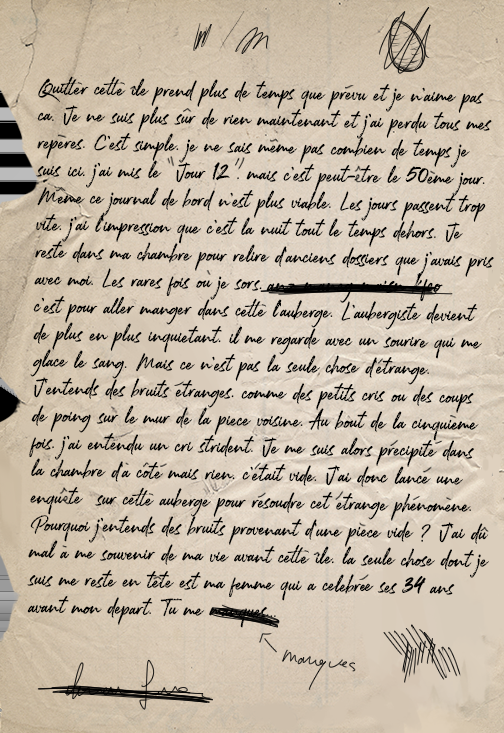 Quitter cette île prend plus de temps que prévu et je n'aime pas
ca. Je ne suis plus sûr de rien maintenant et j'ai perdu tous mes
repères. C'est simple, je ne sais même pas combien de temps je
suis ici, j'ai mis le "Jour 12", mais c'est peut-être le 50ème jour.
Même ce journal de bord n'est plus viable. Les jours passent trop
vite, j'ai l'impression que c'est la nuit tout le temps dehors. Je
reste dans ma chambre pour relire d'anciens dossiers que j'avais pris
avec moi. Les rares fois où je sors,
c'est pour aller manger dans cette l'auberge. L'aubergiste devient
de plus en plus inquietant, il me regarde avec un sourire qui me
glace le sang. Mais ce n'est pas la seule chose d'étrange.
J'entends des bruits étranges, comme des petits cris ou des coups
de poing sur le mur de la piece voisine. Au bout de la cinquième
fois, j'ai entendu un cri strident. Je me suis alors précipité dans
la chambre d'à côté mais rien, c'était vide. J'ai donc lancé une
enquête sur cette auberge pour résoudre cet étrange phénomène.
Pourquoi j'entends des bruits provenant d'une piece vide ? J'ai dû
mal à me souvenir de ma vie avant cette île, la seule chose dont je
suis me reste en tête est ma femme qui a celebrée ses 34 ans
avant mon depart. Tu me
manques